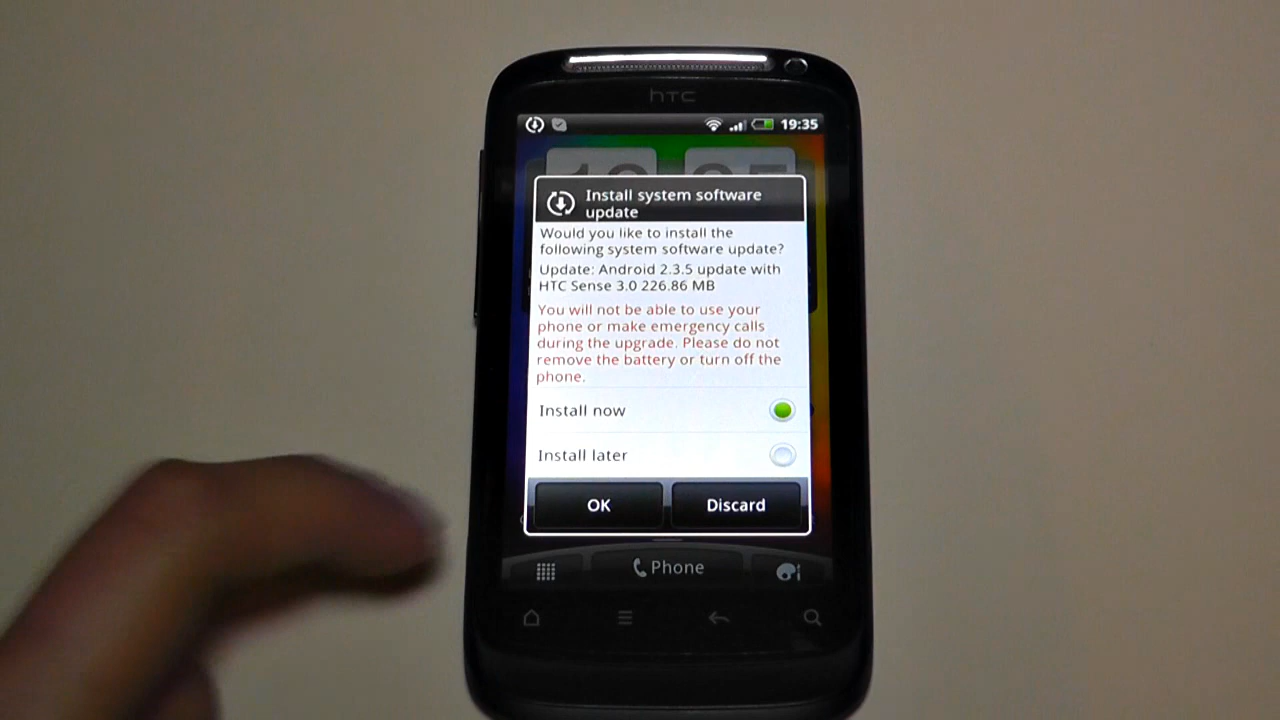 hTC
19:35
Install system software
update
Would you like to install the
following system software update?
Update: Android 2.3.5 update with
HTC Sense 3.0 226.86 MB
You will not be able to use your
phone or make emergency calls
during the upgrade. Please do not
remove the battery or turn off the
phone.
Install now
Install later
OK Discard
Phone